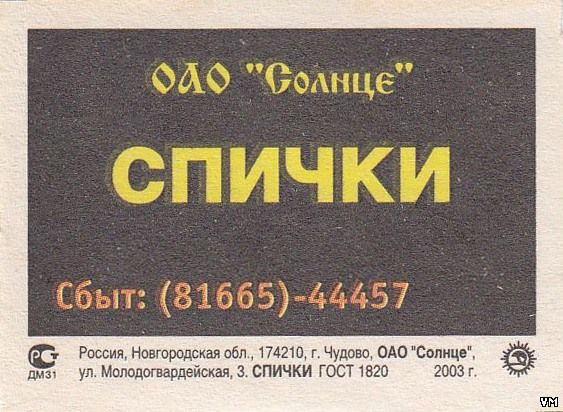 ОАО "Солнце"
СПИЧКИ
Сбыт: (81665)-44457
Россия, Новгородская обл., 174210, г. Чудово, ОАО "Солнце",
ул. Молодогвардейская, 3. СПИЧКИ ГОСТ 1820 2003 г.
РСТ
ДМ31
VM